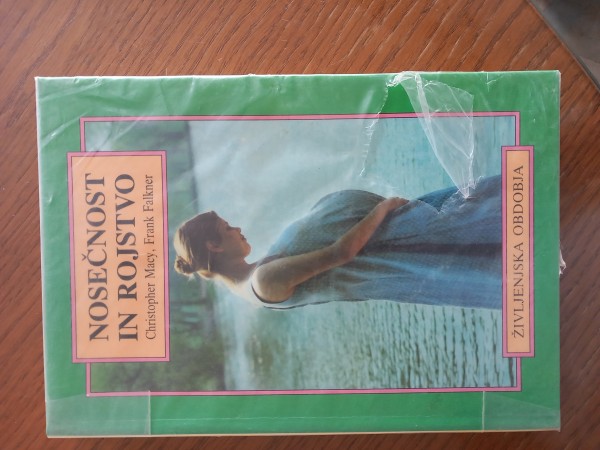 NOSEČNOST
IN ROJSTVO
Christopher Macy, Frank Falkner
ŽIVLJENJSKA OBDOBJA